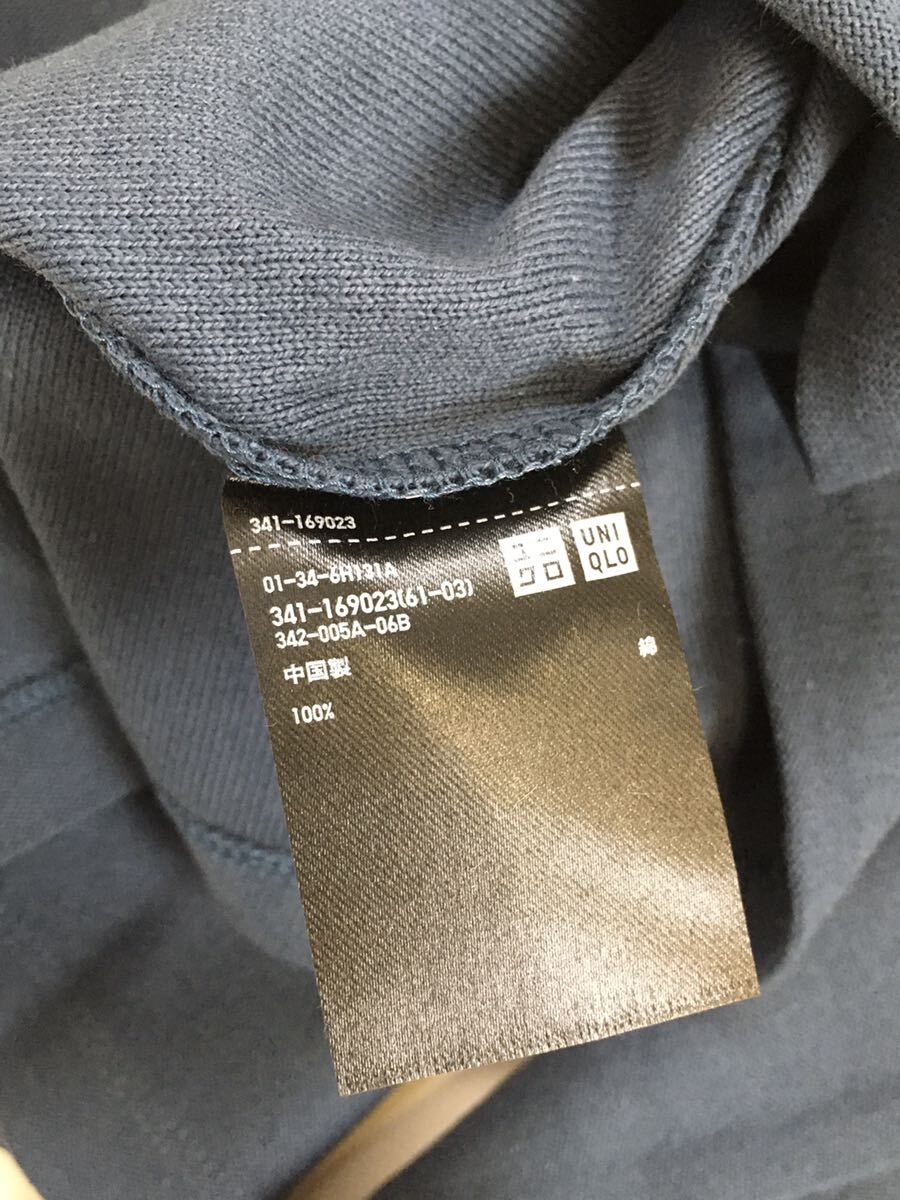 341-169023
01-34-6H131A
ユニ
クロ
UNI
QLO
341-169023(61-03)
342-005A-06B
中国製
綿
100%